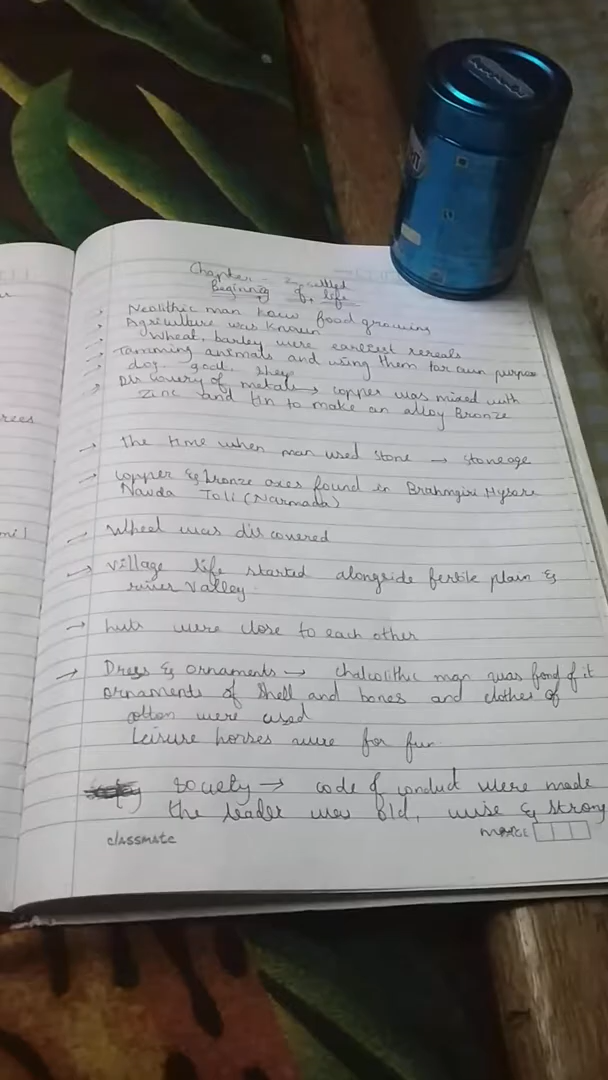 Chapter - 2 settled
Beginning of life
→ Neolithic man know food growing
→ Agriculture was known
→ Wheat, barley were earliest cereals
→ Tamming animals and using them for own purpose
dog, goat, sheep
→ Discovery of metals → copper was mixed with
Zinc and tin to make an alloy Bronze
→ the time when man used stone → stoneage
→ copper & bronze axes found in Brahmgiri Mysore
Navda Toli (Narmada)
→ Wheel was discovered
→ village life started alongside fertile plain &
river valley
→ huts were close to each other
→ Dress & ornaments → chalcolithic man was fond of it
ornaments of shell and bones and clothes of
cotton were used
Leisure horses were for fun
society → code of conduct were made
the leader was old, wise & strong
classmate
rees